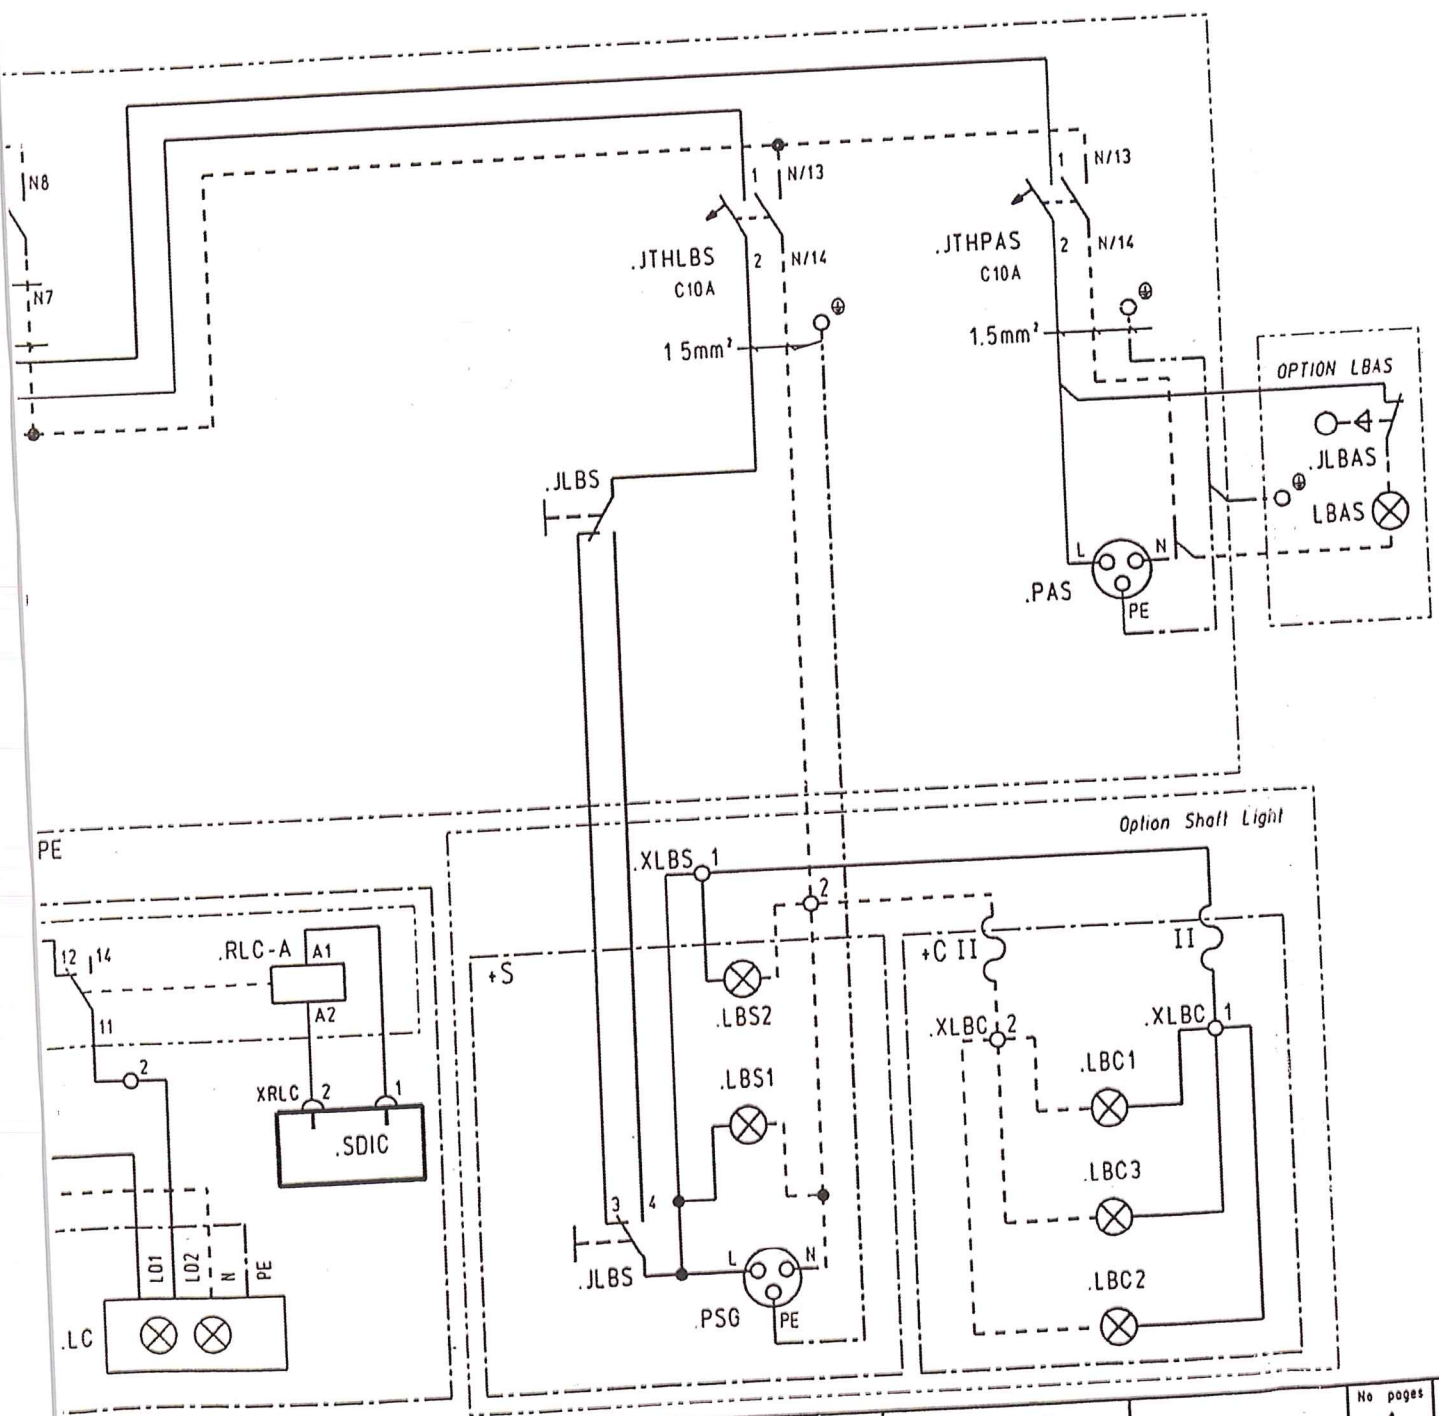 N8
N7
1
N/13
.JTHLBS
C10A
2
N/14
1 5mm²
1
N/13
.JTHPAS
C10A
2
N/14
1.5mm²
OPTION LBAS
.JLBAS
LBAS
.JLBS
L
N
.PAS
PE
PE
Option Shaft Light
.XLBS
1
2
+S
.LBS2
.LBS1
3
4
.JLBS
L
N
.PSG
PE
+C
II
II
.XLBC
2
.XLBC
1
.LBC1
.LBC3
.LBC2
12
14
11
.RLC-A
A1
A2
2
XRLC
2
1
.SDIC
LO1
LO2
N
PE
.LC
No pages